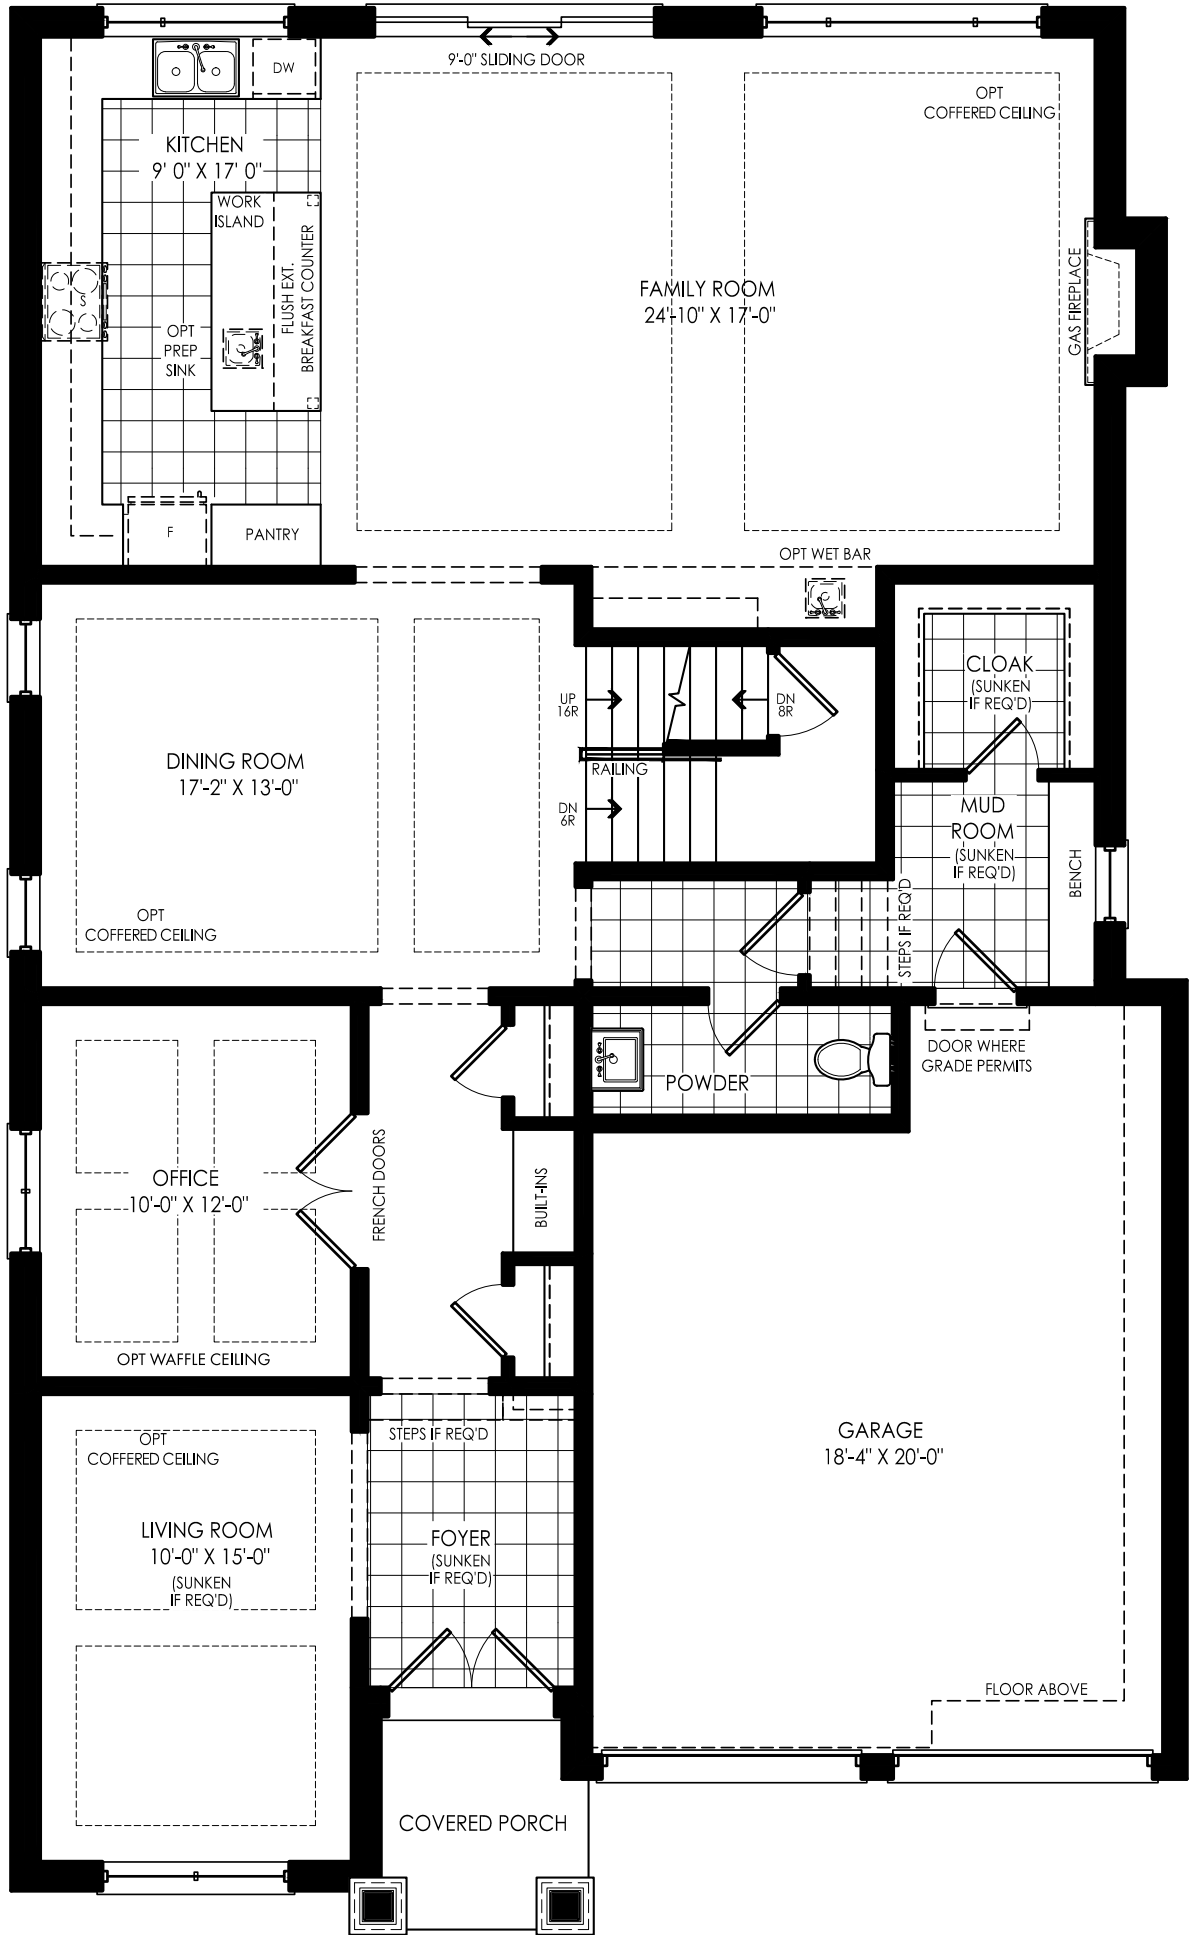 9'-0" SLIDING DOOR
DW
OPT
COFFERED CEILING
KITCHEN
9' 0" X 17' 0"
WORK
ISLAND
FLUSH EXT.
BREAKFAST COUNTER
S
OPT
PREP
SINK
FAMILY ROOM
24'-10" X 17'-0"
GAS FIREPLACE
F
PANTRY
OPT WET BAR
CLOAK
(SUNKEN
IF REQ'D)
UP
16R
DN
8R
DINING ROOM
17'-2" X 13'-0"
RAILING
DN
6R
MUD
ROOM
(SUNKEN
IF REQ'D)
BENCH
STEPS IF REQ'D
OPT
COFFERED CEILING
DOOR WHERE
GRADE PERMITS
POWDER
OFFICE
10'-0" X 12'-0"
FRENCH DOORS
BUILT-INS
OPT WAFFLE CEILING
OPT
COFFERED CEILING
STEPS IF REQ'D
GARAGE
18'-4" X 20'-0"
LIVING ROOM
10'-0" X 15'-0"
(SUNKEN
IF REQ'D)
FOYER
(SUNKEN
IF REQ'D)
FLOOR ABOVE
COVERED PORCH